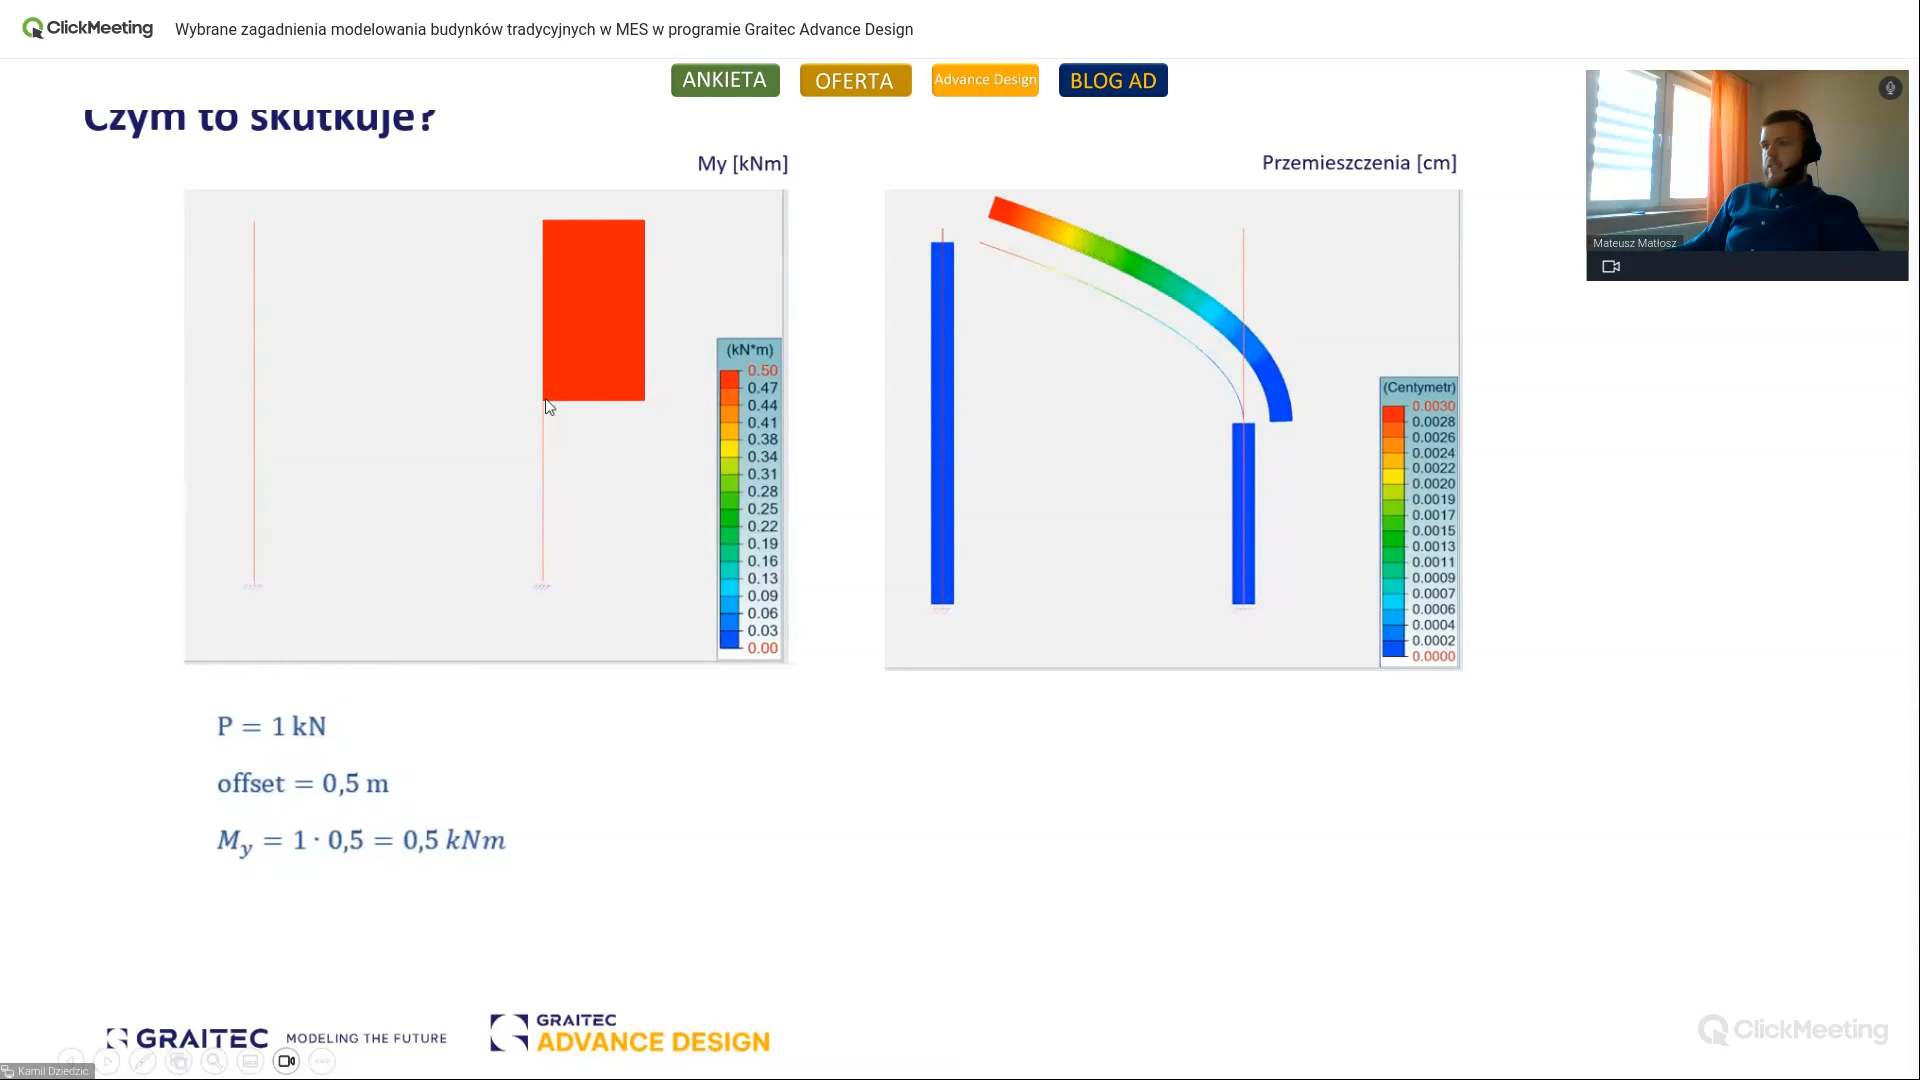 ClickMeeting
Wybrane zagadnienia modelowania budynków tradycyjnych w MES w programie Graitec Advance Design
ANKIETA
OFERTA
Advance Design
BLOG AD
Czym to skutkuje?
My [kNm]
Przemieszczenia [cm]
Mateusz Matłosz
(kN*m)
0.50
0.47
0.44
0.41
0.38
0.34
0.31
0.28
0.25
0.22
0.19
0.16
0.13
0.09
0.06
0.03
0.00
(Centymetr)
0.0030
0.0028
0.0026
0.0024
0.0022
0.0020
0.0019
0.0017
0.0015
0.0013
0.0011
0.0009
0.0007
0.0006
0.0004
0.0002
0.0000
P = 1 kN
offset = 0,5 m
My = 1 · 0,5 = 0,5 kNm
GRAITEC MODELING THE FUTURE
GRAITEC
ADVANCE DESIGN
ClickMeeting
Kamil Dziedzic